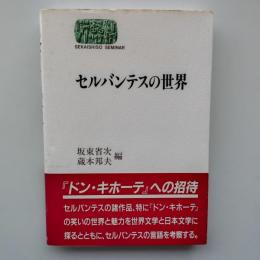 SEKAISHISO SEMINAR
セルバンテスの世界
坂東省次
蔵本邦夫
編
『ドン・キホーテ』への招待
セルバンテスの諸作品、特に『ドン・キホーテ』
の笑いの世界と魅力を世界文学と日本文学に
探るとともに、セルバンテスの言語を考察する。